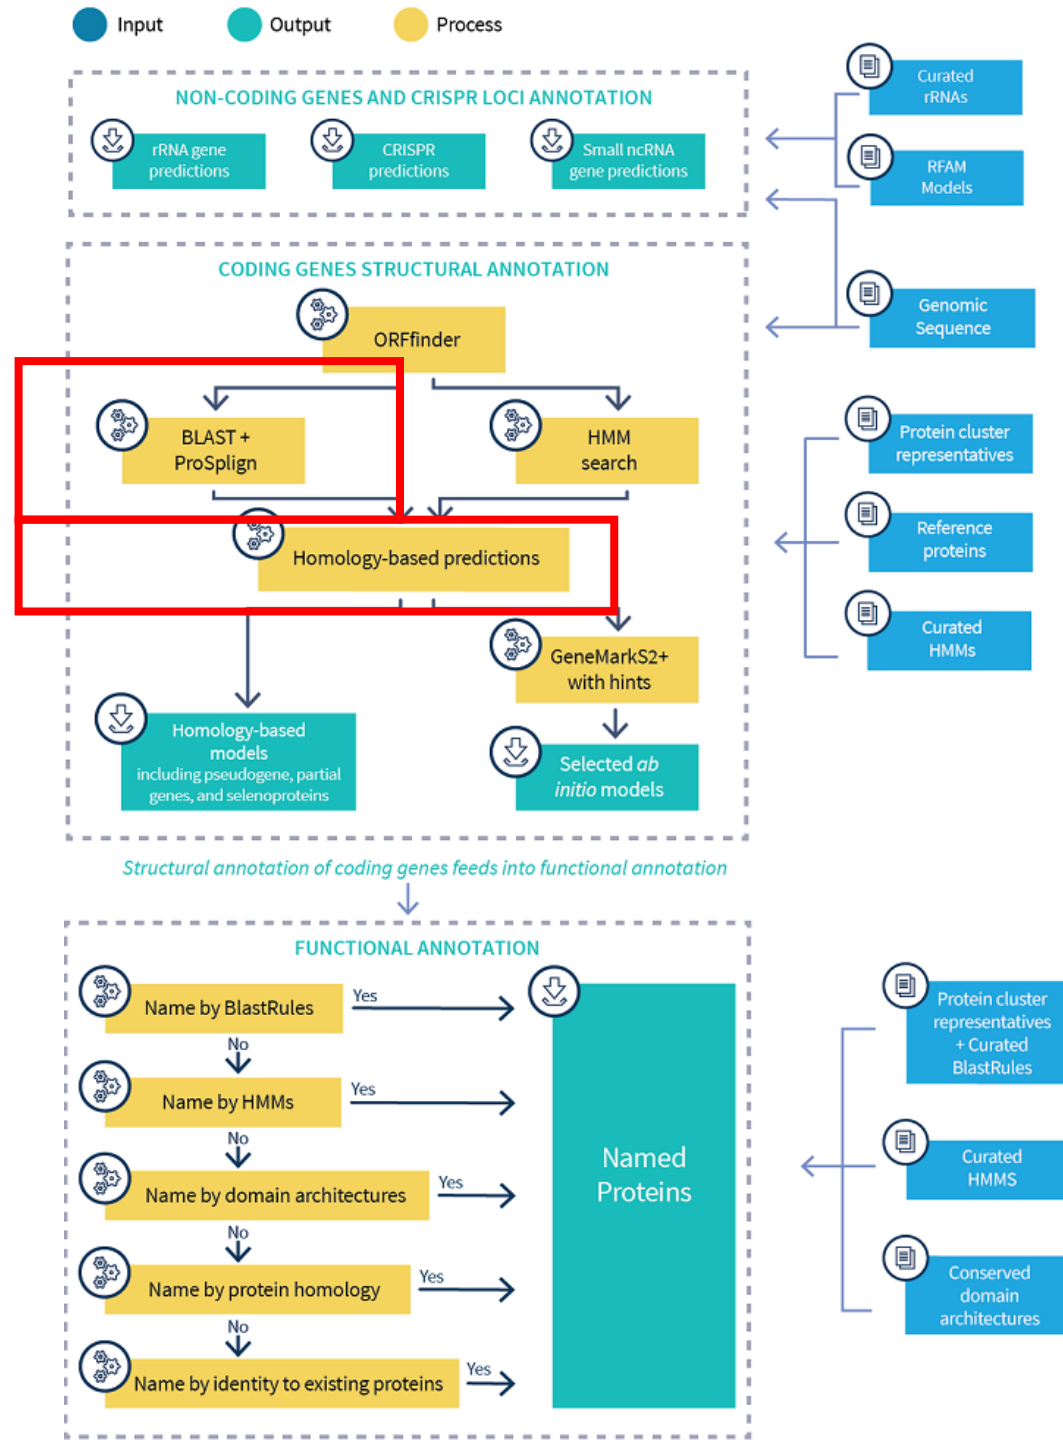 Input
Output
Process
NON-CODING GENES AND CRISPR LOCI ANNOTATION
rRNA gene
predictions
CRISPR
predictions
Small ncRNA
gene predictions
Curated
rRNAs
RFAM
Models
Genomic
Sequence
CODING GENES STRUCTURAL ANNOTATION
ORFfinder
BLAST +
ProSplign
HMM
search
Homology-based predictions
GeneMarkS2+
with hints
Homology-based
models
including pseudogene, partial
genes, and selenoproteins
Selected ab
initio models
Protein cluster
representatives
Reference
proteins
Curated
HMMs
Structural annotation of coding genes feeds into functional annotation
FUNCTIONAL ANNOTATION
Name by BlastRules
Yes
No
Name by HMMs
Yes
No
Name by domain architectures
Yes
No
Name by protein homology
Yes
No
Name by identity to existing proteins
Yes
Named
Proteins
Protein cluster
representatives
+ Curated
BlastRules
Curated
HMMS
Conserved
domain
architectures